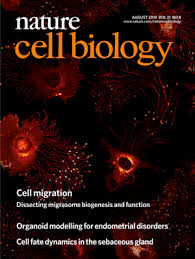 nature
AUGUST 2019 VOL 21 NO 8
www.nature.com/naturecellbiology
cell biology
Cell migration
Dissecting migrasome biogenesis and function
Organoid modelling for endometrial disorders
Cell fate dynamics in the sebaceous gland